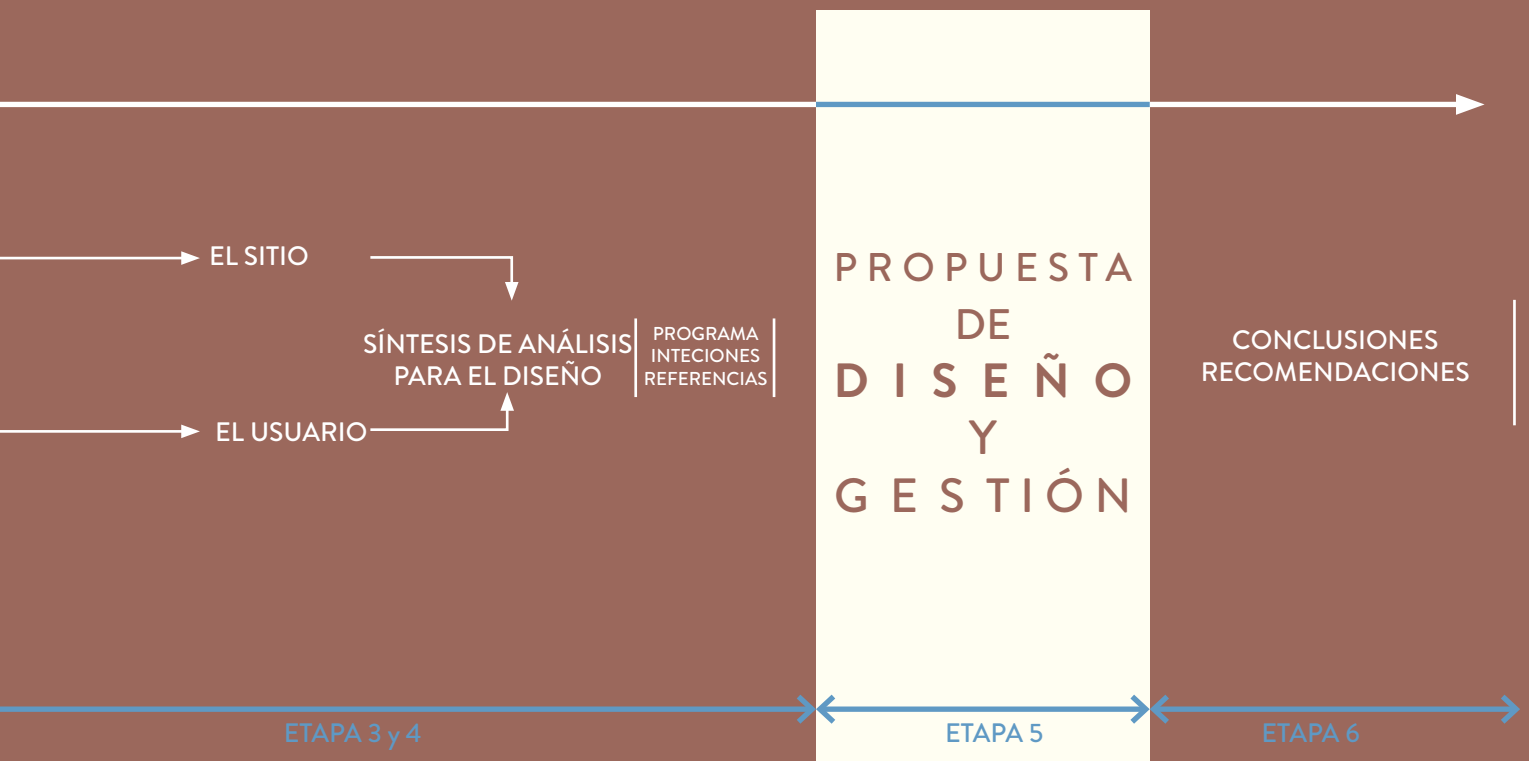 EL SITIO
SÍNTESIS DE ANÁLISIS
PARA EL DISEÑO
EL USUARIO
PROGRAMA
INTECIONES
REFERENCIAS
PROPUESTA
DE
DISEÑO
Y
GESTIÓN
CONCLUSIONES
RECOMENDACIONES
ETAPA 3 y 4
ETAPA 5
ETAPA 6